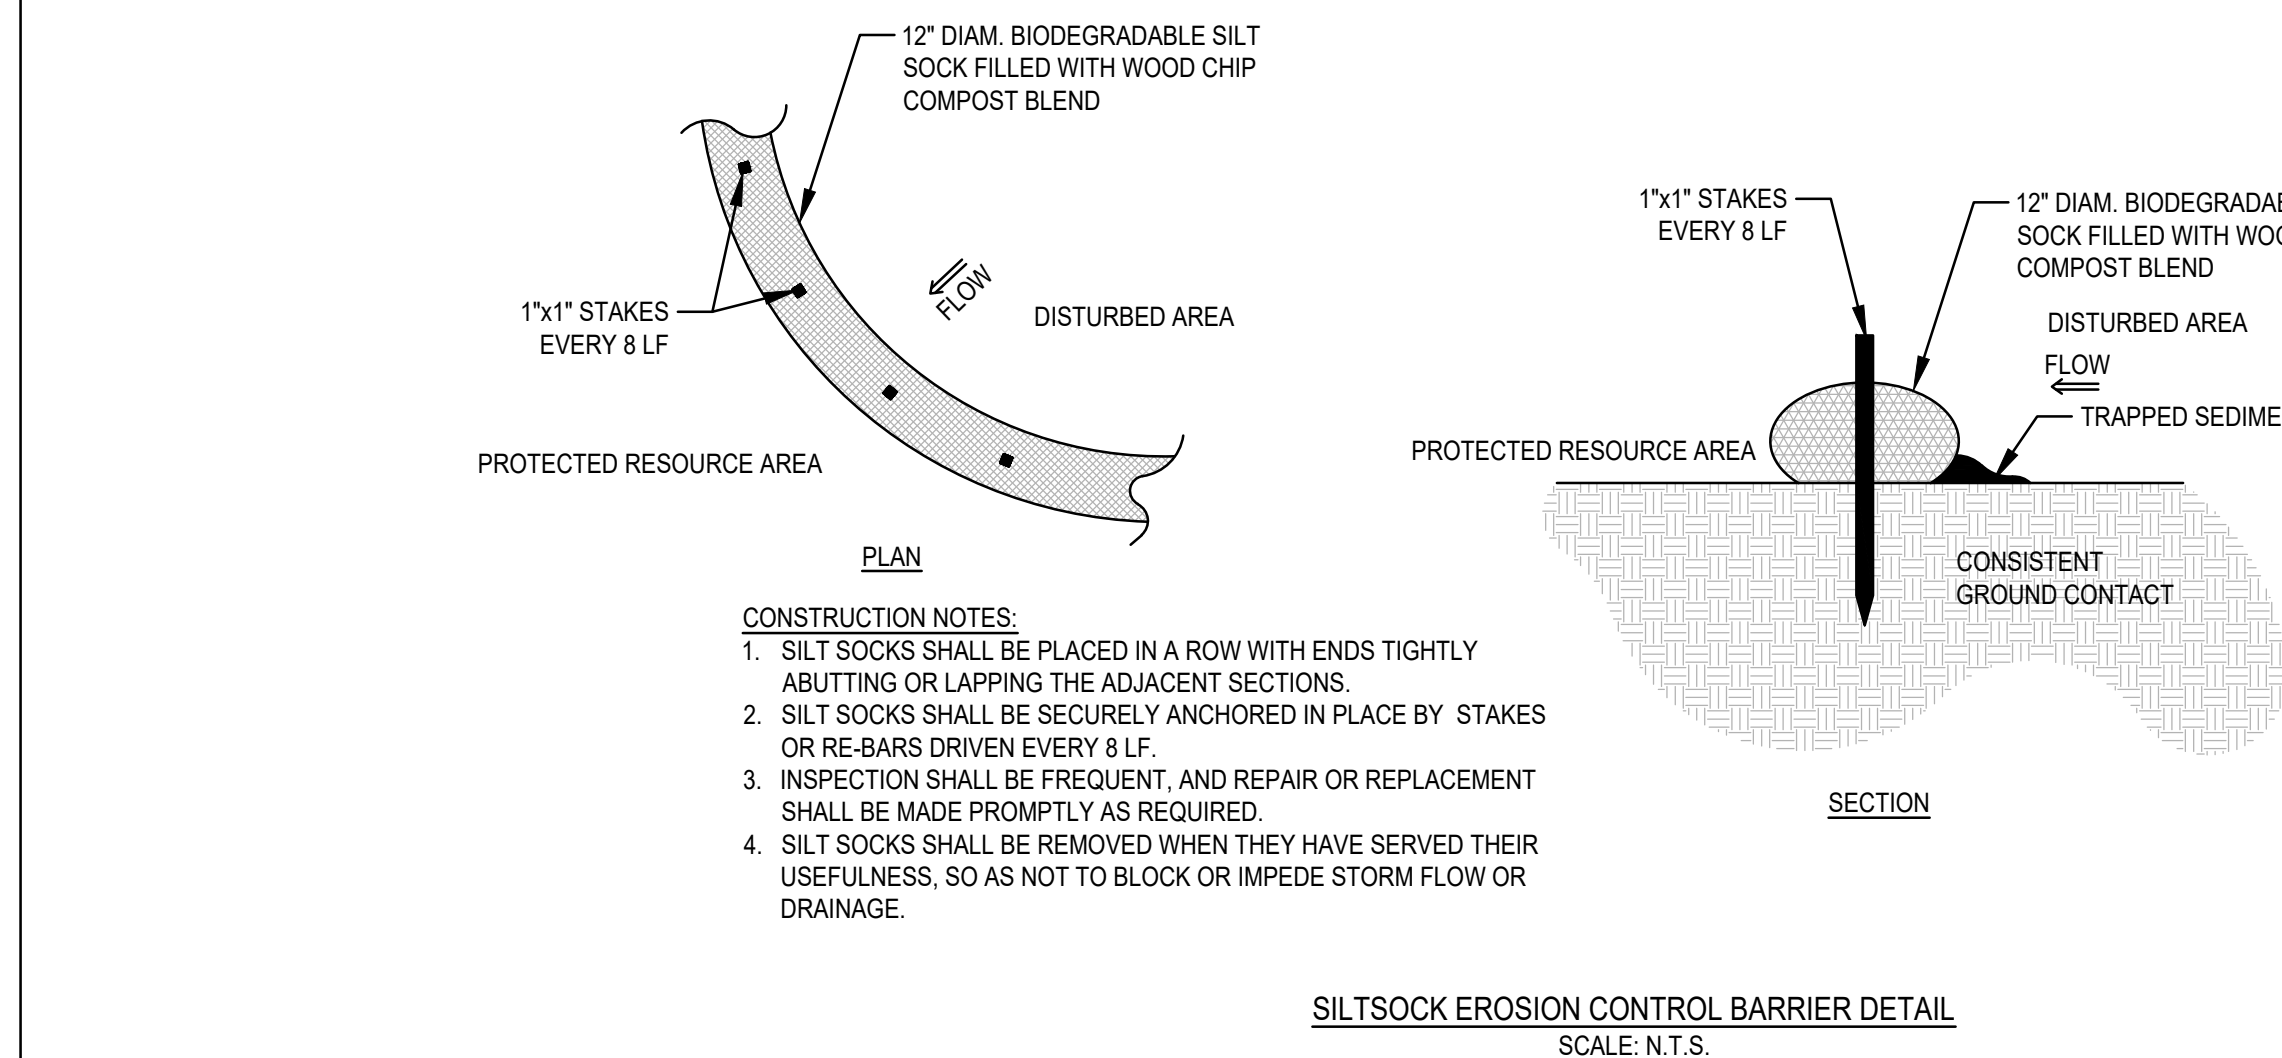 12" DIAM. BIODEGRADABLE SILT
SOCK FILLED WITH WOOD CHIP
COMPOST BLEND
1"x1" STAKES
EVERY 8 LF
FLOW
DISTURBED AREA
PROTECTED RESOURCE AREA
PLAN
1"x1" STAKES
EVERY 8 LF
12" DIAM.
SOCK FILLED WITH
COMPOST BLEND
DISTURBED AREA
FLOW
TRAPPED
PROTECTED RESOURCE AREA
CONSISTENT
GROUND CONTACT
SECTION
CONSTRUCTION NOTES:
1. SILT SOCKS SHALL BE PLACED IN A ROW WITH ENDS TIGHTLY
ABUTTING OR LAPPING THE ADJACENT SECTIONS.
2. SILT SOCKS SHALL BE SECURELY ANCHORED IN PLACE BY STAKES
OR RE-BARS DRIVEN EVERY 8 LF.
3. INSPECTION SHALL BE FREQUENT, AND REPAIR OR REPLACEMENT
SHALL BE MADE PROMPTLY AS REQUIRED.
4. SILT SOCKS SHALL BE REMOVED WHEN THEY HAVE SERVED THEIR
USEFULNESS, SO AS NOT TO BLOCK OR IMPEDE STORM FLOW OR
DRAINAGE.
SILTSOCK EROSION CONTROL BARRIER DETAIL
SCALE: N.T.S.